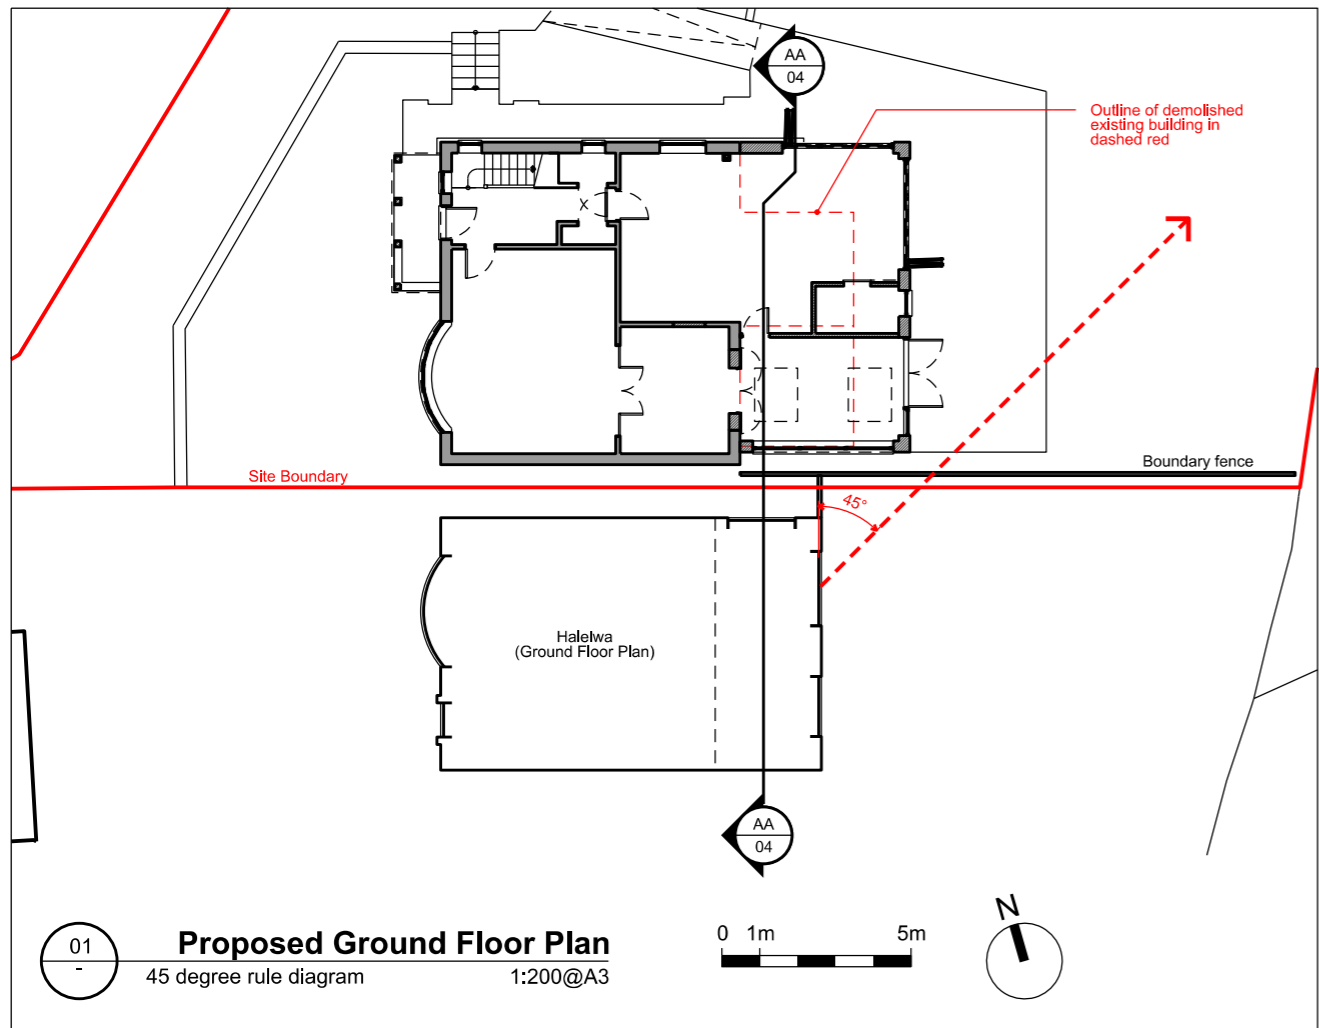 AA
04
Outline of demolished
existing building in
dashed red
Boundary fence
Site Boundary
45°
Halelwa
(Ground Floor Plan)
AA
04
N
01
-
Proposed Ground Floor Plan
45 degree rule diagram 1:200@A3
0 1m 5m